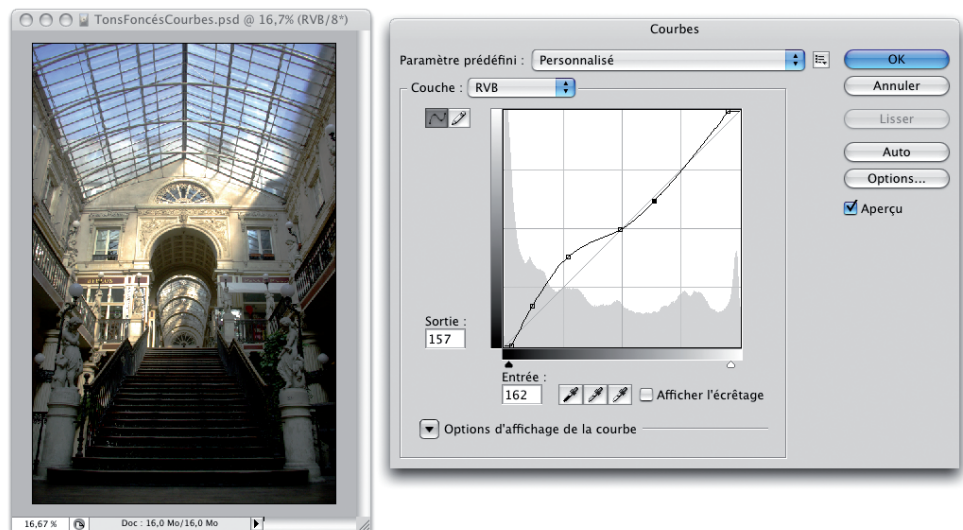 TonsFoncésCourbes.psd @ 16,7% (RVB/8*)
16,67 %
Doc : 16,0 Mo/16,0 Mo
Courbes
Paramètre prédéfini : Personnalisé
OK
Annuler
Lisser
Auto
Options...
Aperçu
Couche : RVB
Sortie :
157
Entrée :
162
Afficher l'écrêtage
Options d'affichage de la courbe